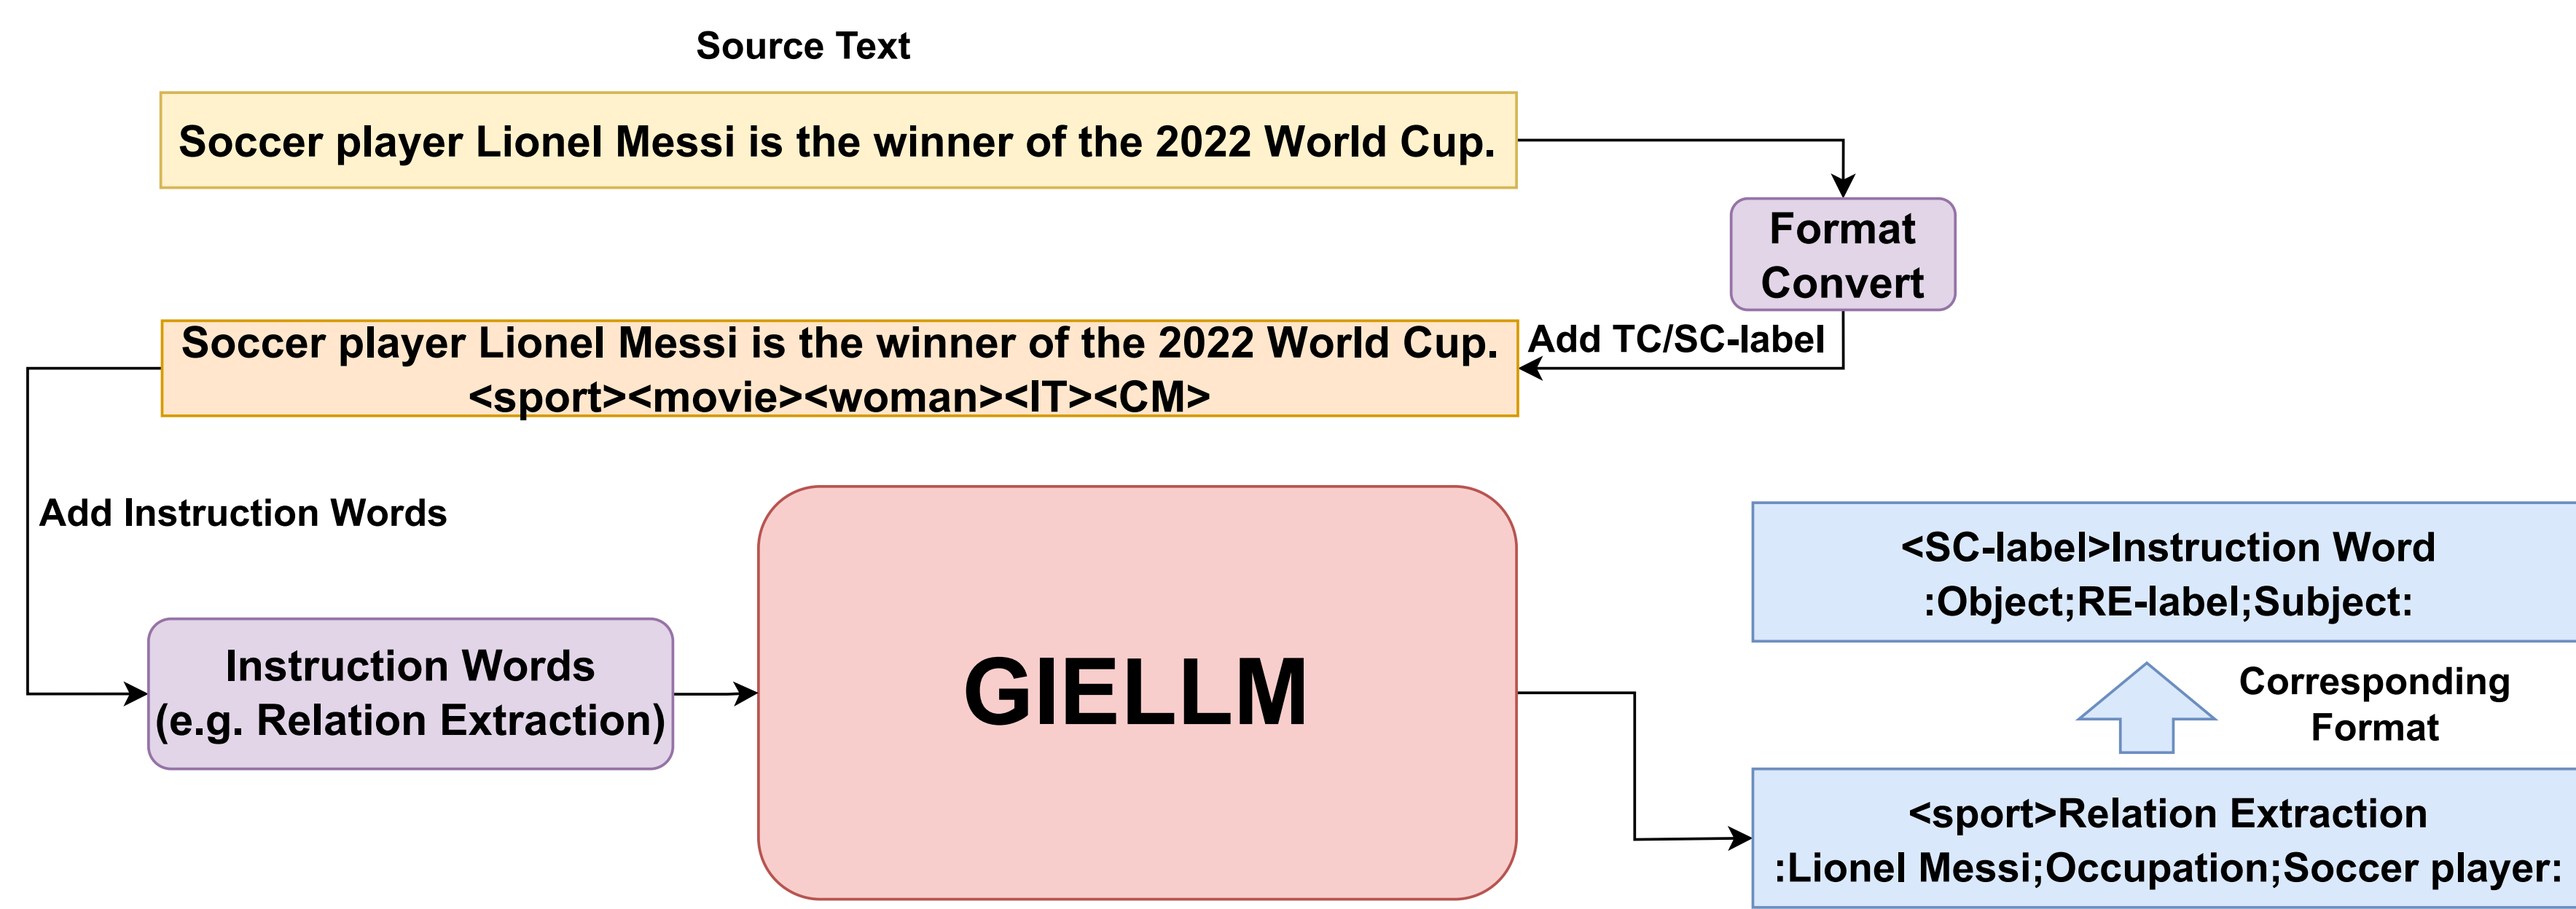 Source Text
Soccer player Lionel Messi is the winner of the 2022 World Cup.
Format
Convert
Add TC/SC-label
Soccer player Lionel Messi is the winner of the 2022 World Cup.
<sport><movie><woman><IT><CM>
Add Instruction Words
Instruction Words
(e.g. Relation Extraction)
GIELLM
<SC-label>Instruction Word
:Object;RE-label;Subject:
Corresponding
Format
<sport>Relation Extraction
:Lionel Messi;Occupation;Soccer player: